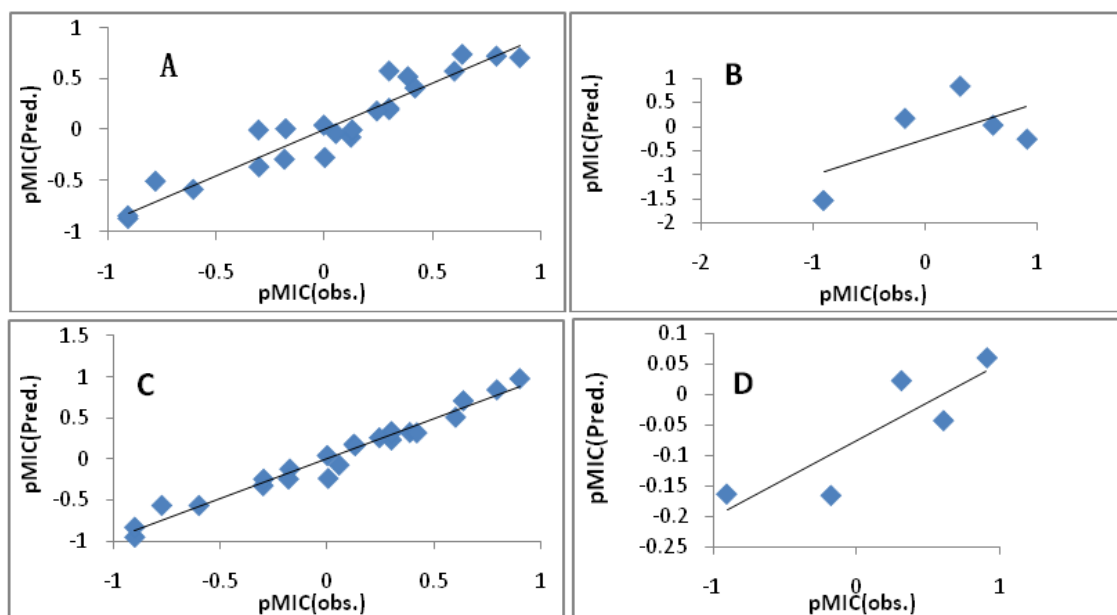 A
pMIC(Pred.)
1
0.5
0
-0.5
-1
-1 -0.5 0 0.5 1
pMIC(obs.)
B
pMIC(Pred.)
1
0.5
0
-0.5
-1
-1.5
-2
-2 -1 0 1
pMIC(obs.)
C
pMIC(Pred.)
1.5
1
0.5
0
-0.5
-1
-1 -0.5 0 0.5 1
pMIC(obs.)
D
pMIC(Pred.)
0.1
0.05
0
-0.05
-0.1
-0.15
-0.2
-0.25
-1 0 1
pMIC(obs.)